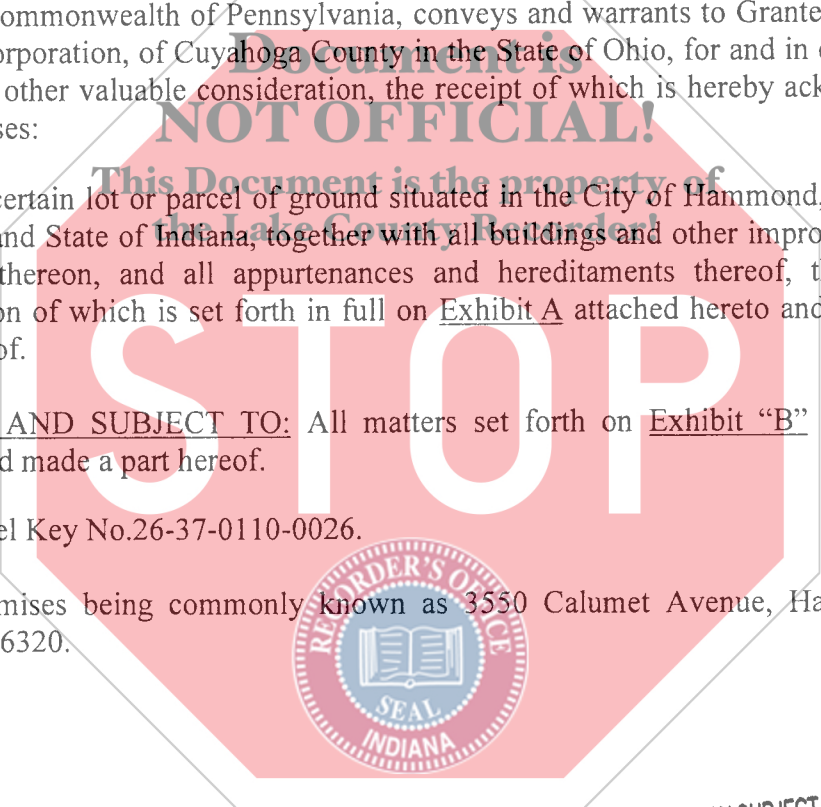 ommonwealth of Pennsylvania, conveys and warrants to Grante
Document is
orporation, of Cuyahoga County in the State of Ohio, for and in
other valuable consideration, the receipt of which is hereby ack
NOT OFFICIAL!
ses:
This Document is the property of
certain lot or parcel of ground situated in the City of Hammond,
the Lake County Recorder!
nd State of Indiana, together with all buildings and other impro
thereon, and all appurtenances and hereditaments thereof, t
on of which is set forth in full on Exhibit A attached hereto and
of.
STOP
AND SUBJECT TO: All matters set forth on Exhibit “B”
d made a part hereof.
el Key No.26-37-0110-0026.
RECORDER'S OFFICE
mises being commonly known as 3550 Calumet Avenue, Ha
6320.
SEAL
INDIANA
SUBJECT